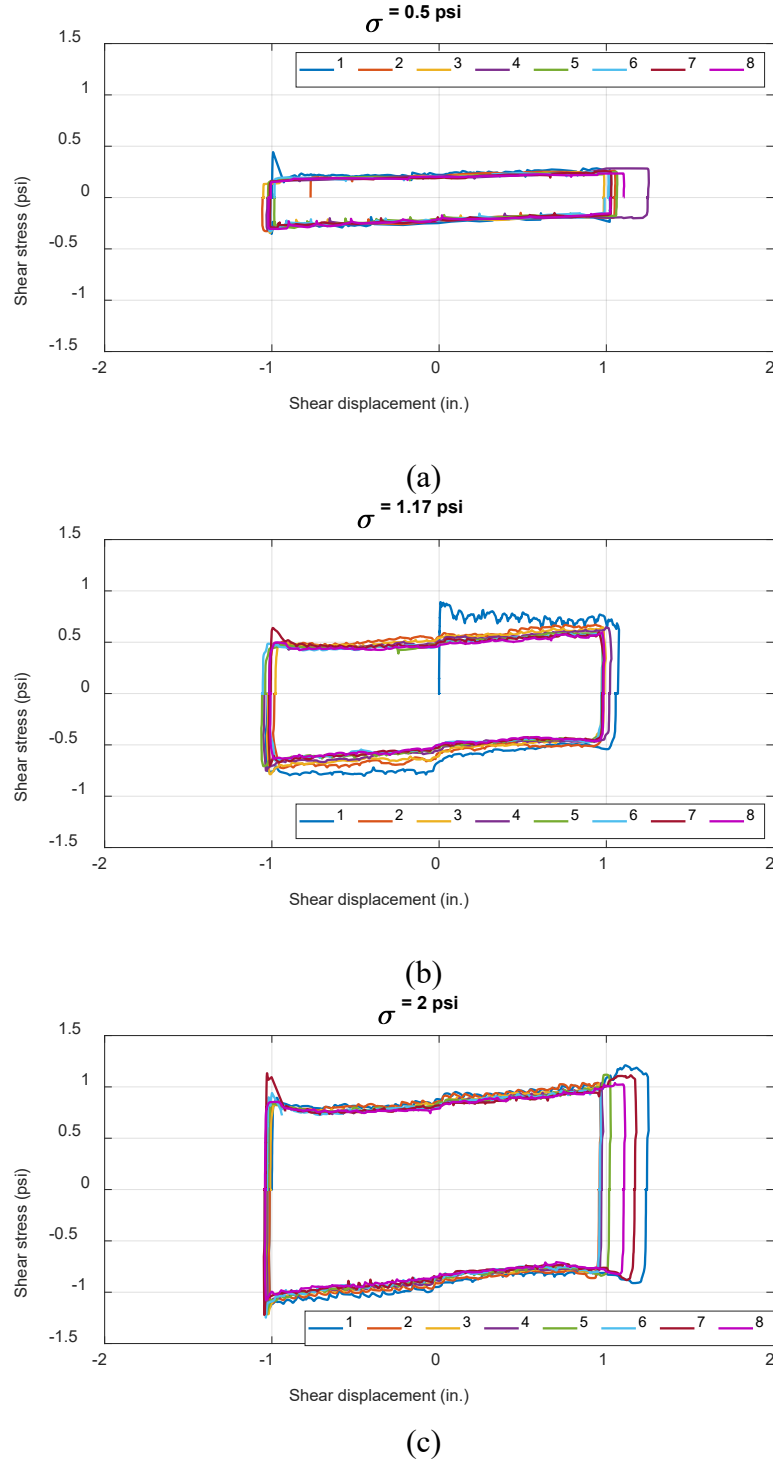 σ = 0.5 psi
1.5
1 2 3 4 5 6 7 8
1
0.5
0
-0.5
-1
-1.5
-2 -1 0 1 2
Shear stress (psi)
Shear displacement (in.)
(a)
σ = 1.17 psi
1.5
1
0.5
0
-0.5
-1
1 2 3 4 5 6 7 8
-1.5
-2 -1 0 1 2
Shear stress (psi)
Shear displacement (in.)
(b)
σ = 2 psi
1.5
1
0.5
0
-0.5
-1
1 2 3 4 5 6 7 8
-1.5
-2 -1 0 1 2
Shear stress (psi)
Shear displacement (in.)
(c)